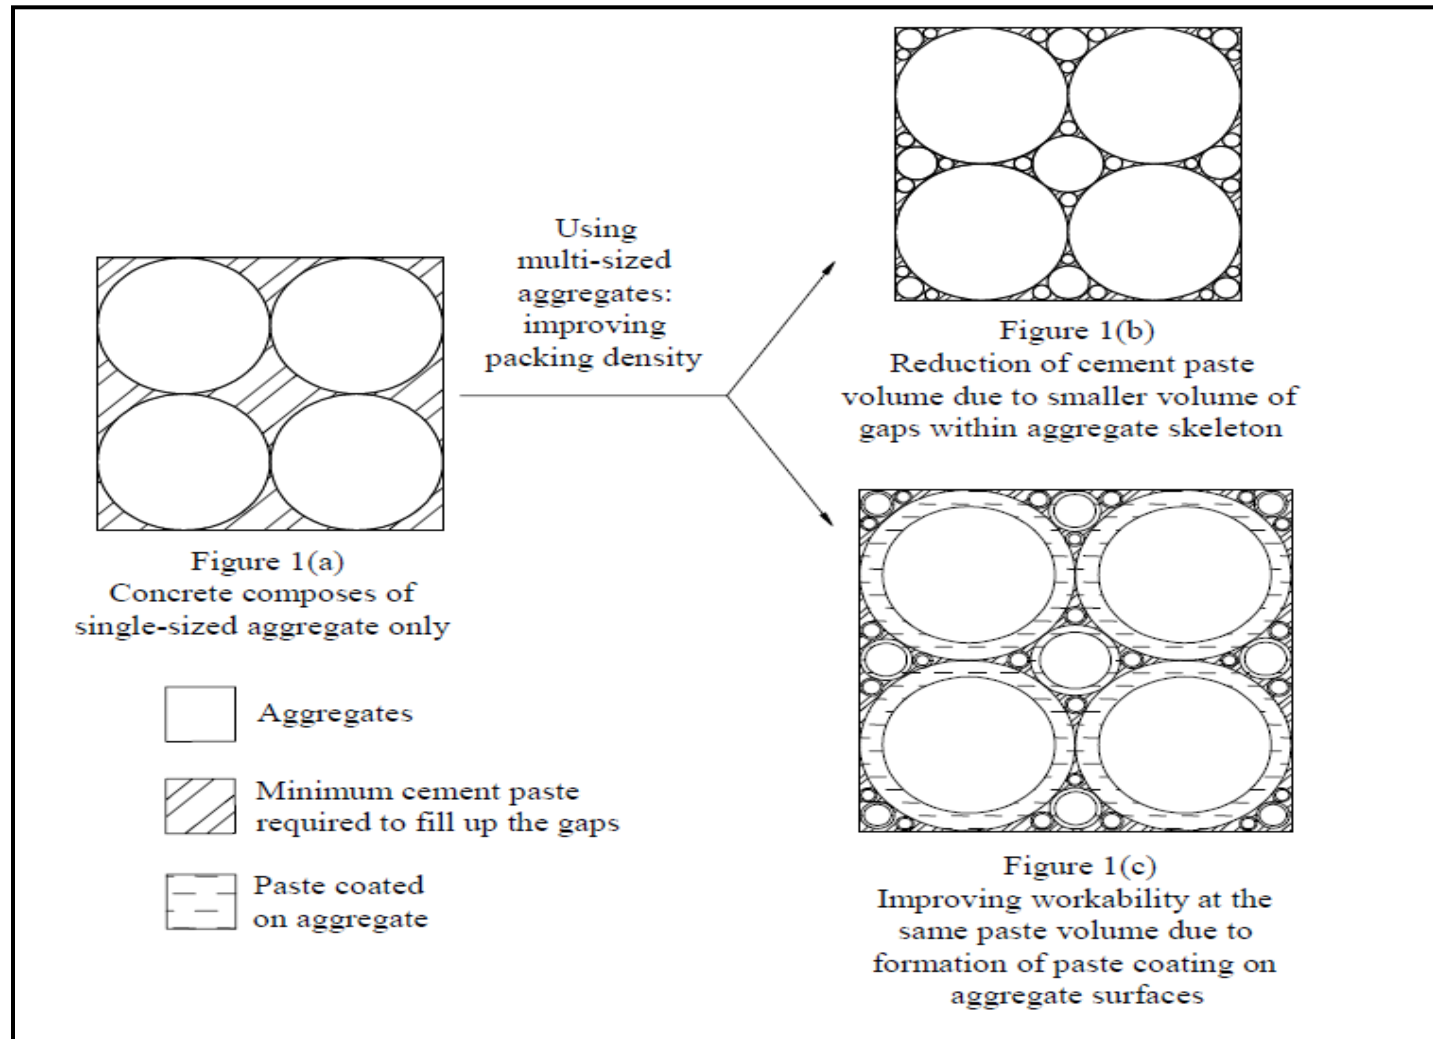 Using
multi-sized
aggregates:
improving
packing density
Figure 1(a)
Concrete composes of
single-sized aggregate only
Aggregates
Minimum cement paste
required to fill up the gaps
Paste coated
on aggregate
Figure 1(b)
Reduction of cement paste
volume due to smaller volume of
gaps within aggregate skeleton
Figure 1(c)
Improving workability at the
same paste volume due to
formation of paste coating on
aggregate surfaces